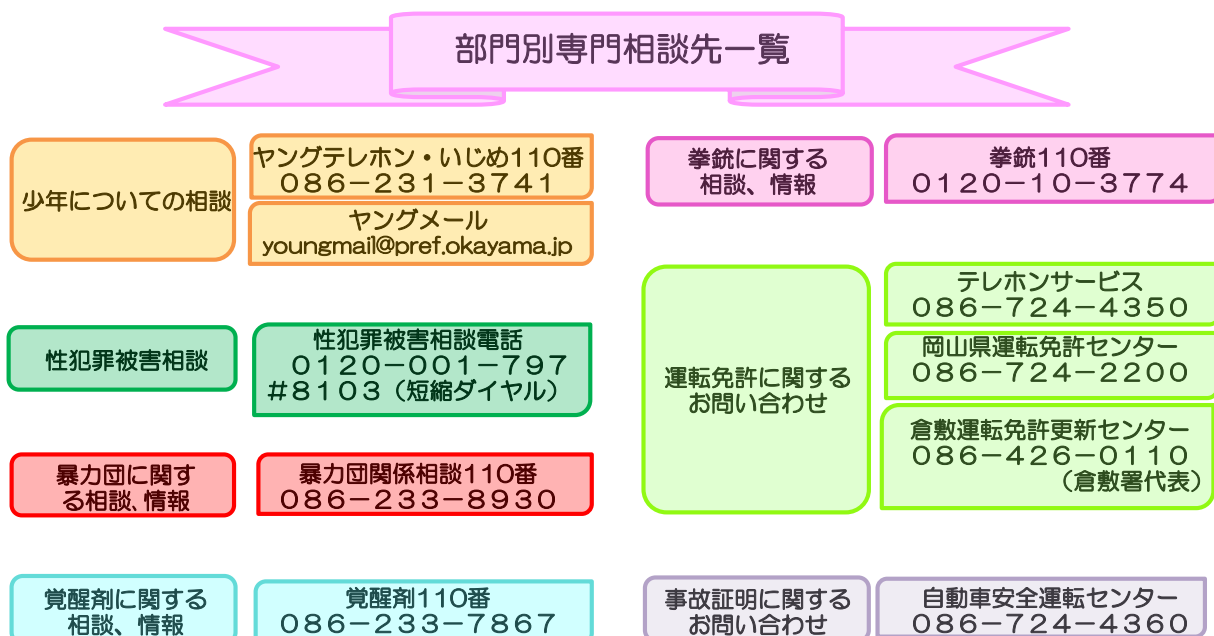 部門別専門相談先一覧
少年についての相談
ヤングテレホン・いじめ110番
086-231-3741
ヤングメール
youngmail@pref.okayama.jp
性犯罪被害相談
性犯罪被害相談電話
0120-001-797
#8103(短縮ダイヤル)
暴力団に関す
る相談、情報
暴力団関係相談110番
086-233-8930
覚醒剤に関する
相談、情報
覚醒剤110番
086-233-7867
拳銃に関する
相談、情報
拳銃110番
0120-10-3774
運転免許に関する
お問い合わせ
テレホンサービス
086-724-4350
岡山県運転免許センター
086-724-2200
倉敷運転免許更新センター
086-426-0110
(倉敷署代表)
事故証明に関する
お問い合わせ
自動車安全運転センター
086-724-4360